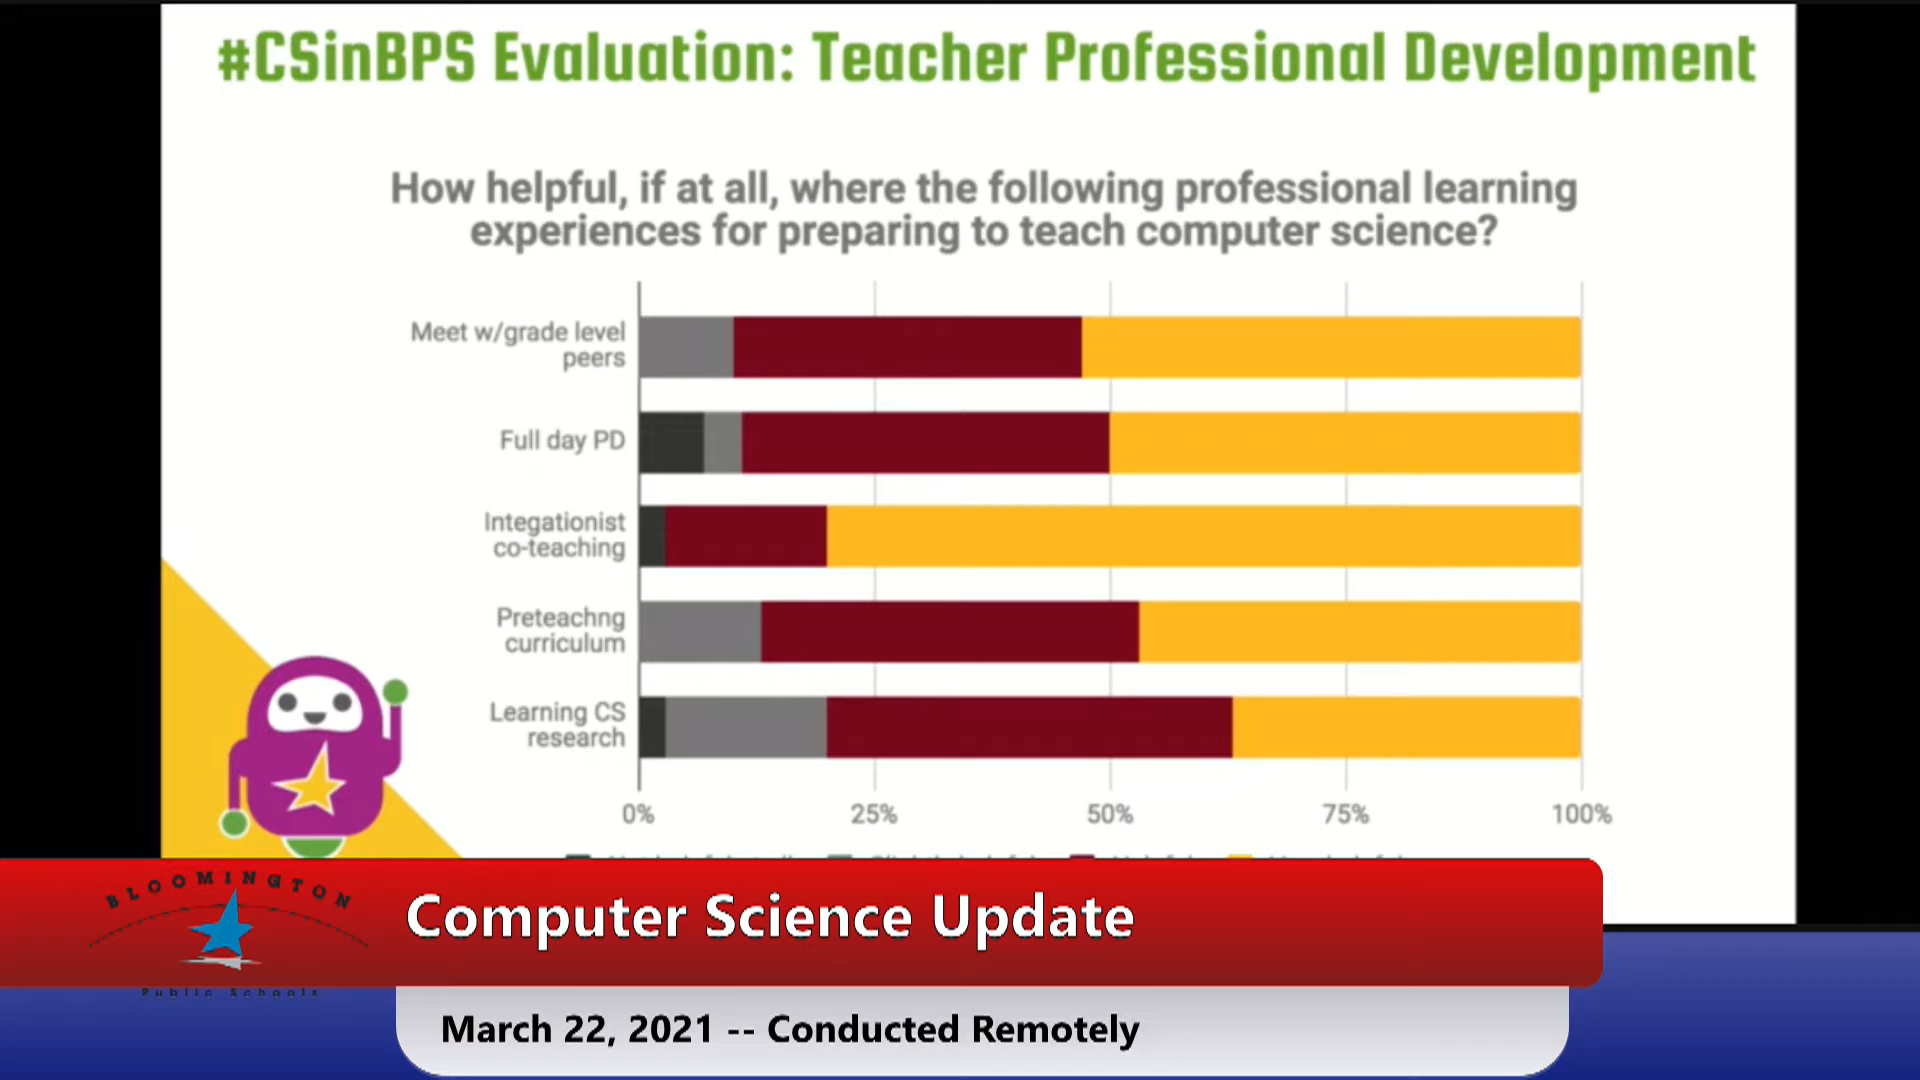 #CSinBPS Evaluation: Teacher Professional Development
How helpful, if at all, where the following professional learning
experiences for preparing to teach computer science?
Meet w/grade level
peers
Full day PD
Integationist
co-teaching
Preteachng
curriculum
Learning CS
research
0% 25% 50% 75% 100%
BLOOMINGTON
Public Schools
Computer Science Update
March 22, 2021 -- Conducted Remotely